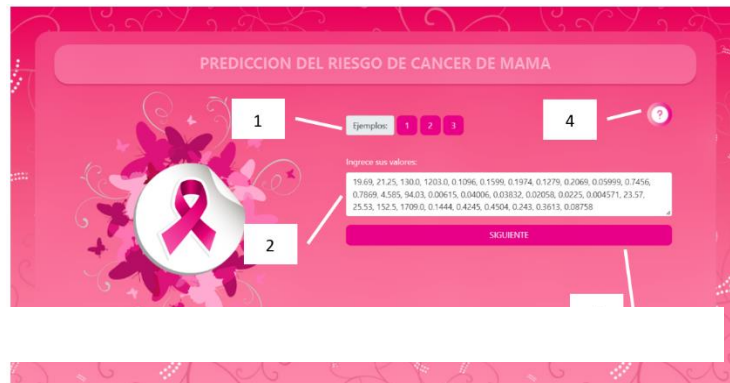 PREDICCION DEL RIESGO DE CANCER DE MAMA
1
Ejemplos: 1 2 3
4
?
Ingrese sus valores:
19.69, 21.25, 130.0, 1203.0, 0.1096, 0.1599, 0.1974, 0.1279, 0.2069, 0.05999, 0.7456,
0.7869, 4.585, 94.03, 0.00615, 0.04006, 0.03832, 0.02058, 0.0225, 0.004571, 23.57,
25.53, 152.5, 1709.0, 0.1444, 0.4245, 0.4504, 0.243, 0.3613, 0.08758
2
SIGUIENTE